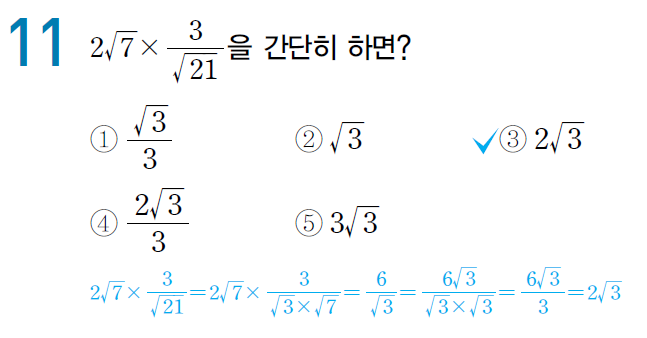 11 2√7 × 3/√21 을 간단히 하면?
① √3/3 ② √3 ✓③ 2√3
④ 2√3/3 ⑤ 3√3
2√7 × 3/√21 = 2√7 × 3/(√3×√7) = 6/√3 = 6√3/(√3×√3) = 6√3/3 = 2√3